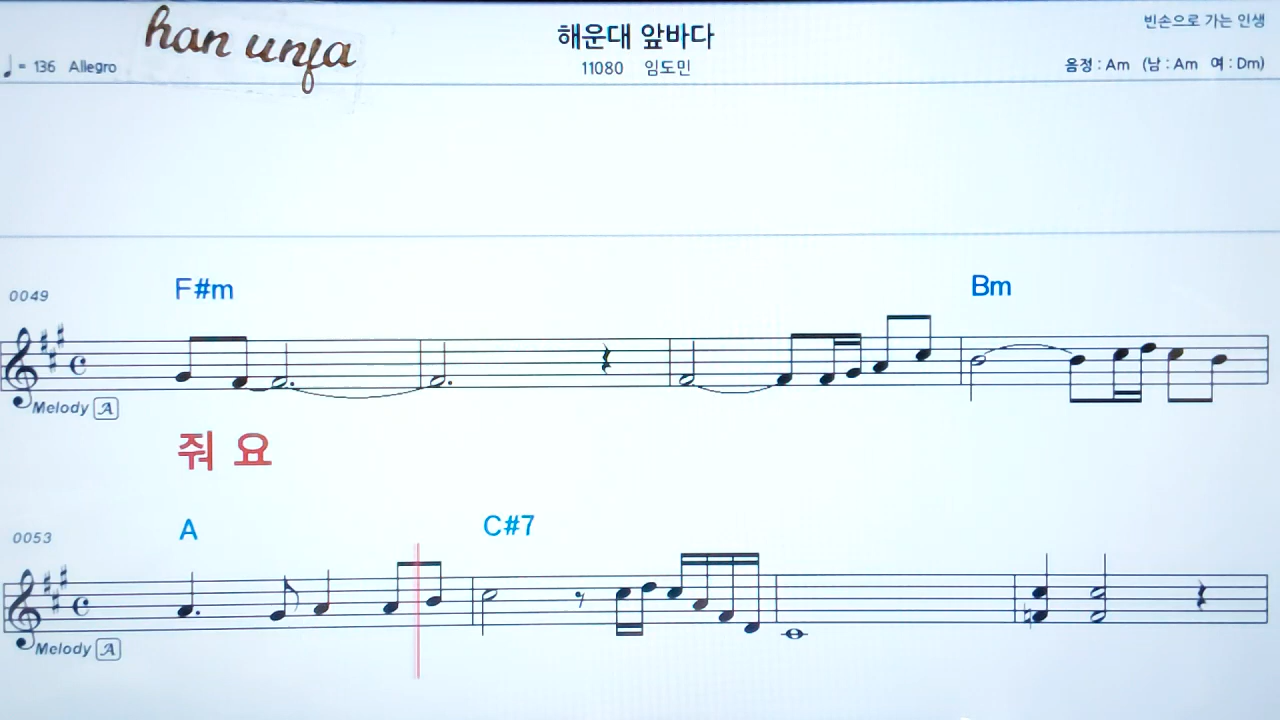 han unfa
해운대 앞바다
빈손으로 가는 인생
♩= 136 Allegro
11080 임도민
음정 : Am (남 : Am 여 : Dm)
0049
F#m
Bm
Melody A
줘 요
0053
A
C#7
Melody A